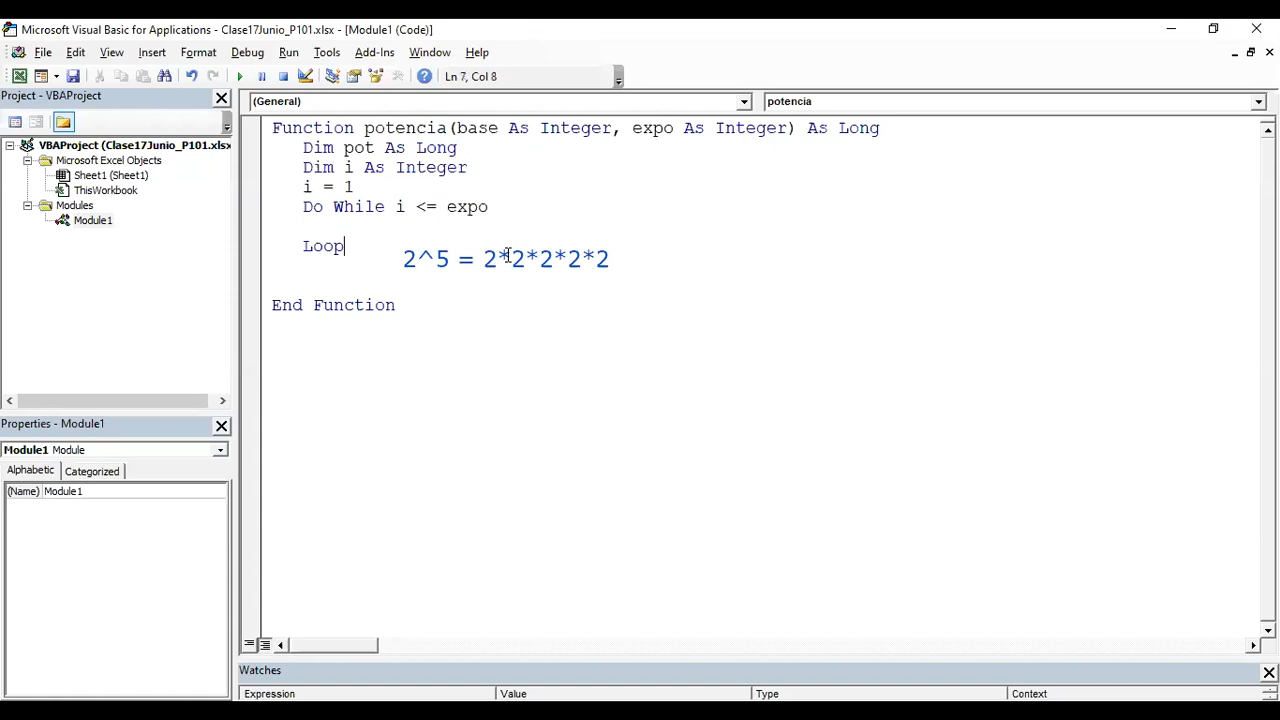 Microsoft Visual Basic for Applications - Clase17Junio_P101.xlsx - [Module1 (Code)]
File Edit View Insert Format Debug Run Tools Add-Ins Window Help
Ln 7, Col 8
Project - VBAProject
VBAProject (Clase17Junio_P101.xlsx
Microsoft Excel Objects
Sheet1 (Sheet1)
ThisWorkbook
Modules
Module1
Properties - Module1
Module1 Module
Alphabetic Categorized
(Name) Module1
(General) potencia
Function potencia(base As Integer, expo As Integer) As Long
Dim pot As Long
Dim i As Integer
i = 1
Do While i <= expo
Loop
2^5 = 2*2*2*2*2
End Function
Watches
Expression Value Type Context